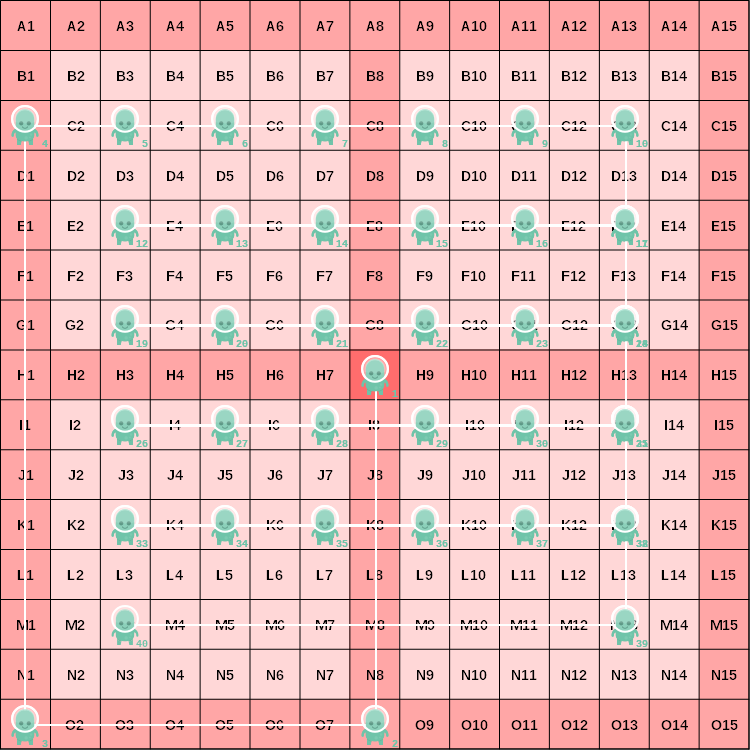 A1 A2 A3 A4 A5 A6 A7 A8 A9 A10 A11 A12 A13 A14 A15
B1 B2 B3 B4 B5 B6 B7 B8 B9 B10 B11 B12 B13 B14 B15
C2 C4 C6 C8 C10 C12 C14 C15
4 5 6 7 8 9 10
D1 D2 D3 D4 D5 D6 D7 D8 D9 D10 D11 D12 D13 D14 D15
E1 E2 E4 E6 E8 E10 E12 E14 E15
12 13 14 15 16
F1 F2 F3 F4 F5 F6 F7 F8 F9 F10 F11 F12 F13 F14 F15
G1 G2 G4 G6 G8 G10 G12 G14 G15
19 20 21 22 23
H1 H2 H3 H4 H5 H6 H7 H9 H10 H11 H12 H13 H14 H15
1
I1 I2 I4 I6 I8 I10 I12 I14 I15
26 27 28 29 30
J1 J2 J3 J4 J5 J6 J7 J8 J9 J10 J11 J12 J13 J14 J15
K1 K2 K4 K6 K8 K10 K12 K14 K15
33 34 35 36 37
L1 L2 L3 L4 L5 L6 L7 L8 L9 L10 L11 L12 L13 L14 L15
M1 M2 M4 M5 M6 M7 M8 M9 M10 M11 M12 M14 M15
40 39
N1 N2 N3 N4 N5 N6 N7 N8 N9 N10 N11 N12 N13 N14 N15
O2 O3 O4 O5 O6 O7 O9 O10 O11 O12 O13 O14 O15
3 2